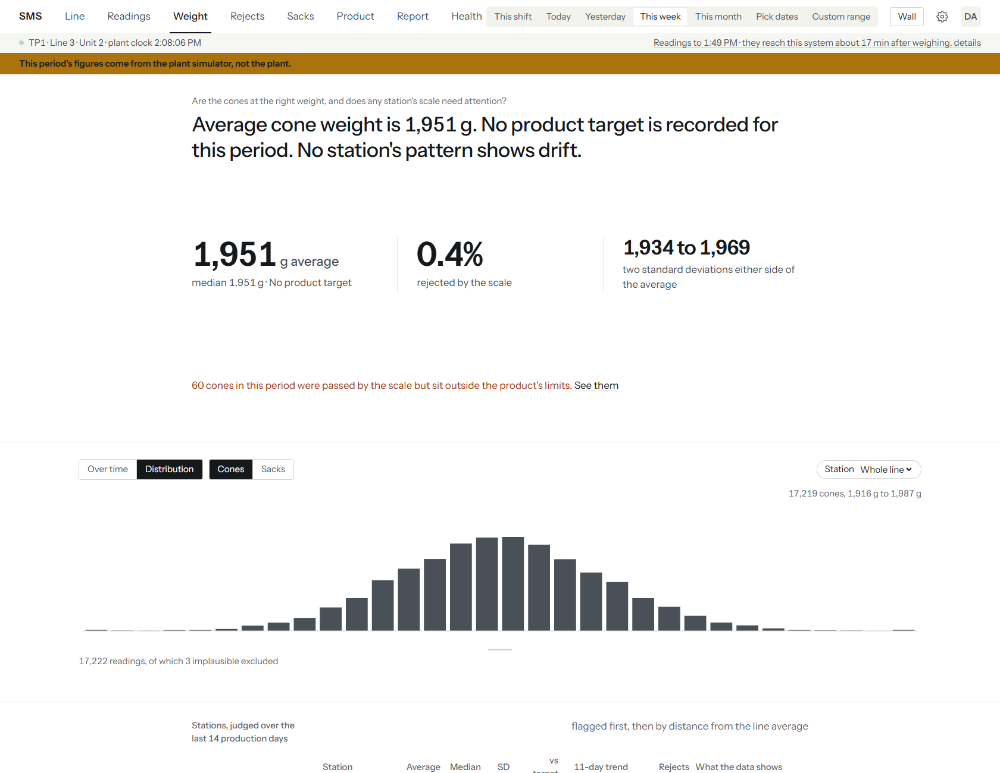 SMS Line Readings Weight Rejects Sacks Product Report Health This shift Today Yesterday This week This month Pick dates Custom range Wall DA
TP1 · Line 3 · Unit 2 · plant clock 2:08:06 PM
Readings to 1:49 PM · they reach this system about 17 min after weighing. details
This period's figures come from the plant simulator, not the plant.
Are the cones at the right weight, and does any station's scale need attention?
Average cone weight is 1,951 g. No product target is recorded for
this period. No station's pattern shows drift.
1,951 g average
median 1,951 g · No product target
0.4%
rejected by the scale
1,934 to 1,969
two standard deviations either side of
the average
60 cones in this period were passed by the scale but sit outside the product's limits. See them
Over time Distribution Cones Sacks
Station Whole line
17,219 cones, 1,916 g to 1,987 g
17,222 readings, of which 3 implausible excluded
Stations, judged over the
last 14 production days
flagged first, then by distance from the line average
Station Average Median SD vs target 11-day trend Rejects What the data shows